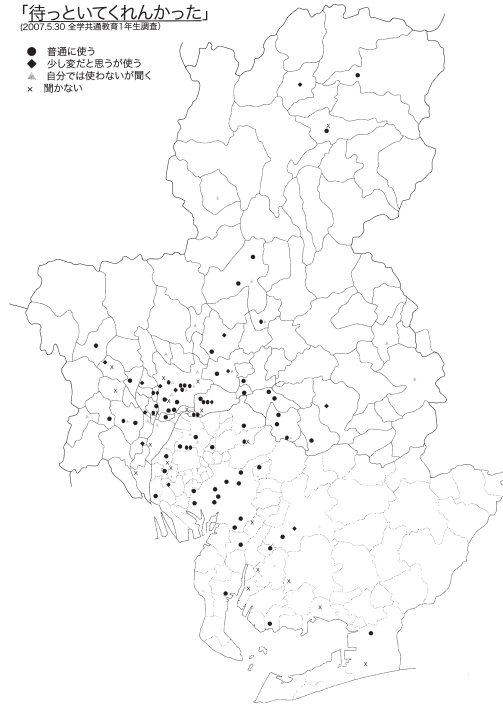 「待っといてくれんかった」
(2007.5.30 全学共通教育1年生調査)
● 普通に使う
◆ 少し変だと思うが使う
▲ 自分では使わないが聞く
× 聞かない